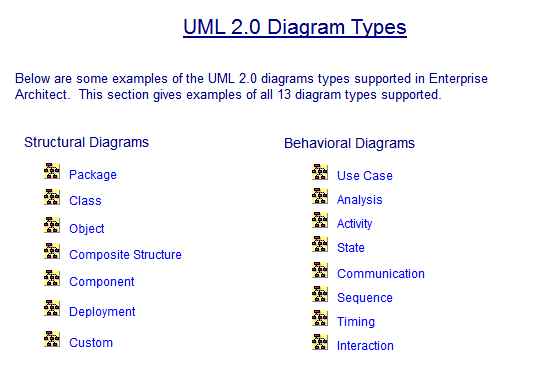 UML 2.0 Diagram Types
Below are some examples of the UML 2.0 diagrams types supported in Enterprise
Architect.  This section gives examples of all 13 diagram types supported.
Structural Diagrams
Package
Class
Object
Composite Structure
Component
Deployment
Custom
Behavioral Diagrams
Use Case
Analysis
Activity
State
Communication
Sequence
Timing
Interaction